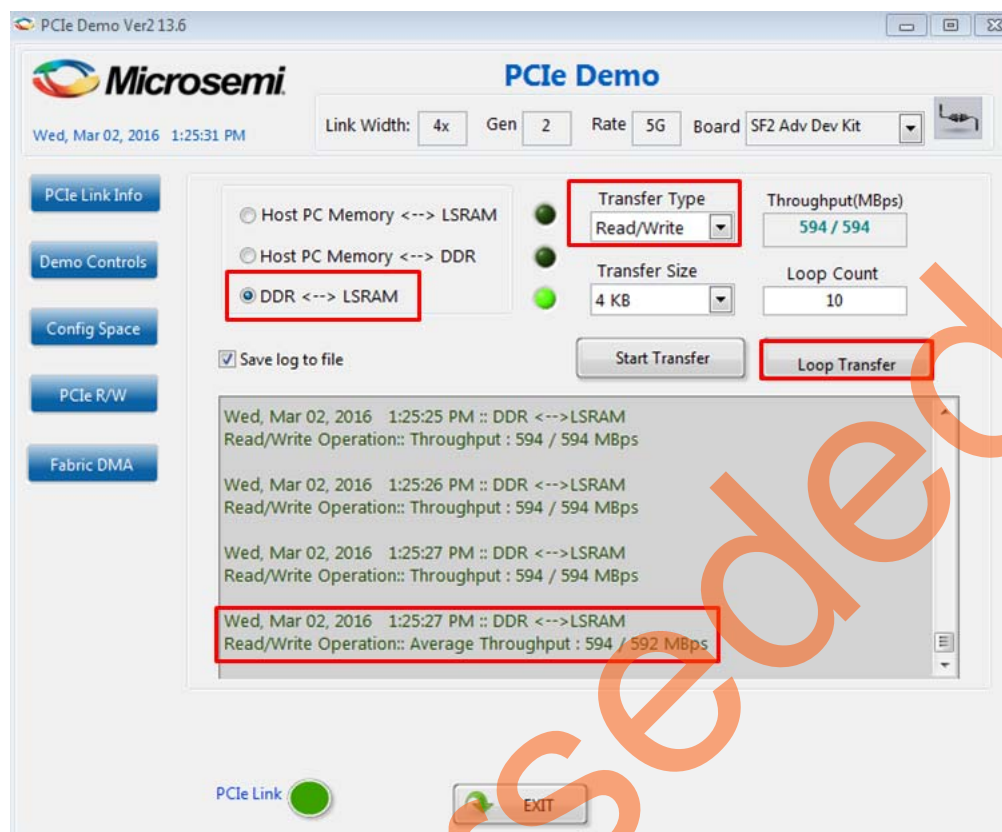 PCIe Demo Ver2 13.6
Microsemi
PCIe Demo
Wed, Mar 02, 2016 1:25:31 PM
Link Width: 4x Gen 2 Rate 5G Board SF2 Adv Dev Kit
PCIe Link Info
Demo Controls
Config Space
PCIe R/W
Fabric DMA
Host PC Memory <--> LSRAM
Host PC Memory <--> DDR
DDR <--> LSRAM
Transfer Type
Read/Write
Throughput(MBps)
594 / 594
Transfer Size
4 KB
Loop Count
10
Save log to file
Start Transfer
Loop Transfer
Wed, Mar 02, 2016 1:25:25 PM :: DDR <-->LSRAM
Read/Write Operation:: Throughput : 594 / 594 MBps
Wed, Mar 02, 2016 1:25:26 PM :: DDR <-->LSRAM
Read/Write Operation:: Throughput : 594 / 594 MBps
Wed, Mar 02, 2016 1:25:27 PM :: DDR <-->LSRAM
Read/Write Operation:: Throughput : 594 / 594 MBps
Wed, Mar 02, 2016 1:25:27 PM :: DDR <-->LSRAM
Read/Write Operation:: Average Throughput : 594 / 592 MBps
PCIe Link
EXIT
seded